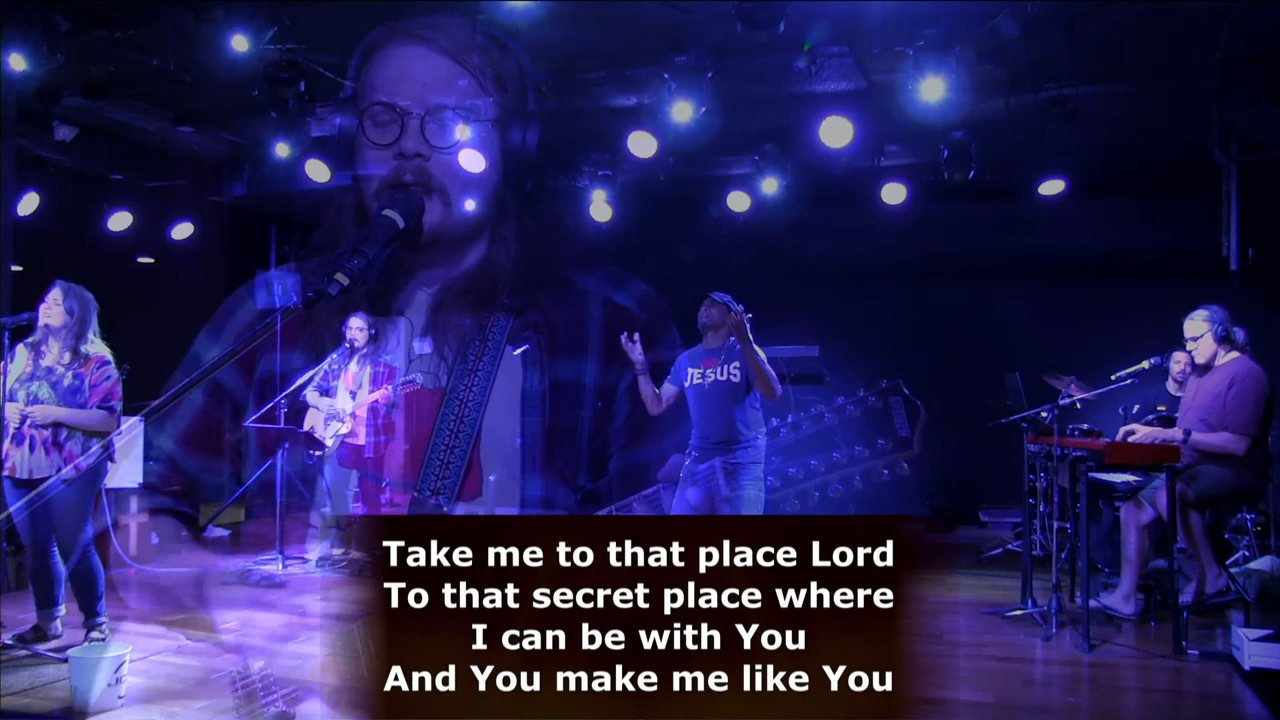 JESUS
Take me to that place Lord
To that secret place where
I can be with You
And You make me like You